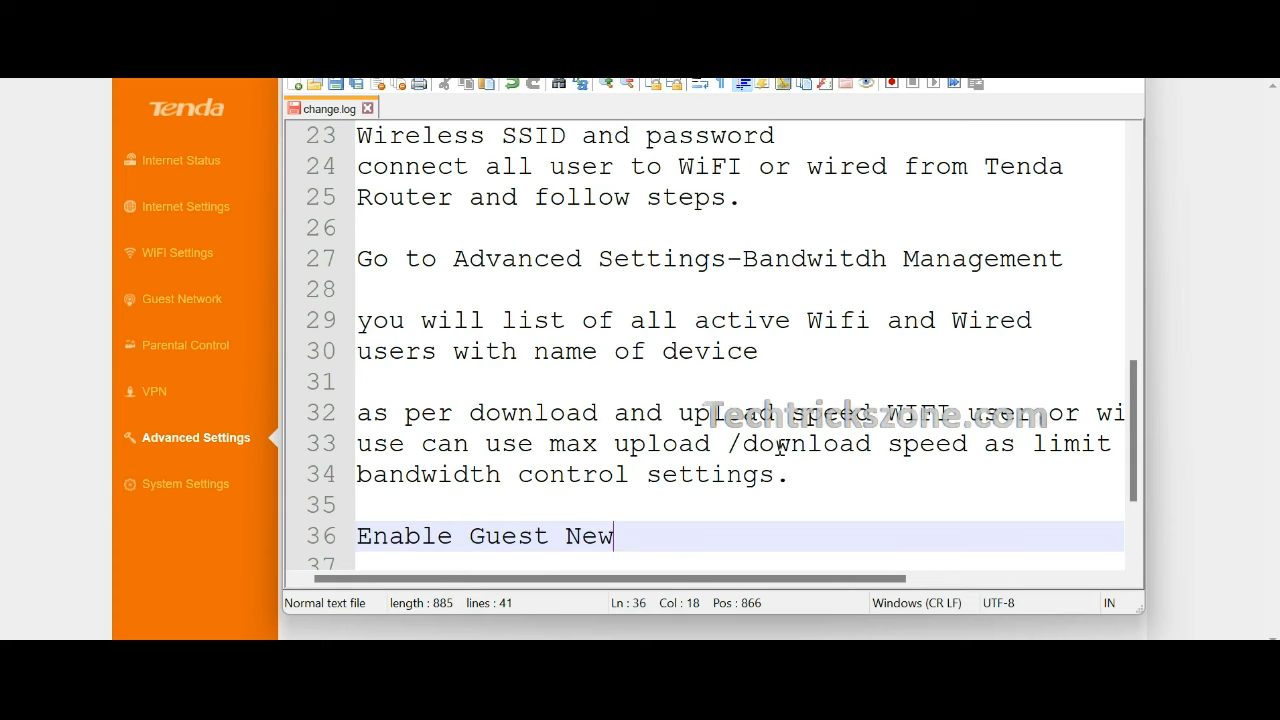 Tenda
Internet Status
Internet Settings
WiFI Settings
Guest Network
Parental Control
VPN
Advanced Settings
System Settings
change.log
23 Wireless SSID and password
24 connect all user to WiFI or wired from Tenda
25 Router and follow steps.
26
27 Go to Advanced Settings-Bandwitdh Management
28
29 you will list of all active Wifi and Wired
30 users with name of device
31
32 as per download and upload speed WIFI user or wi
33 use can use max upload /download speed as limit
34 bandwidth control settings.
35
36 Enable Guest New
37
Techtrickszone.com
Normal text file length : 885 lines : 41 Ln : 36 Col : 18 Pos : 866 Windows (CR LF) UTF-8 IN